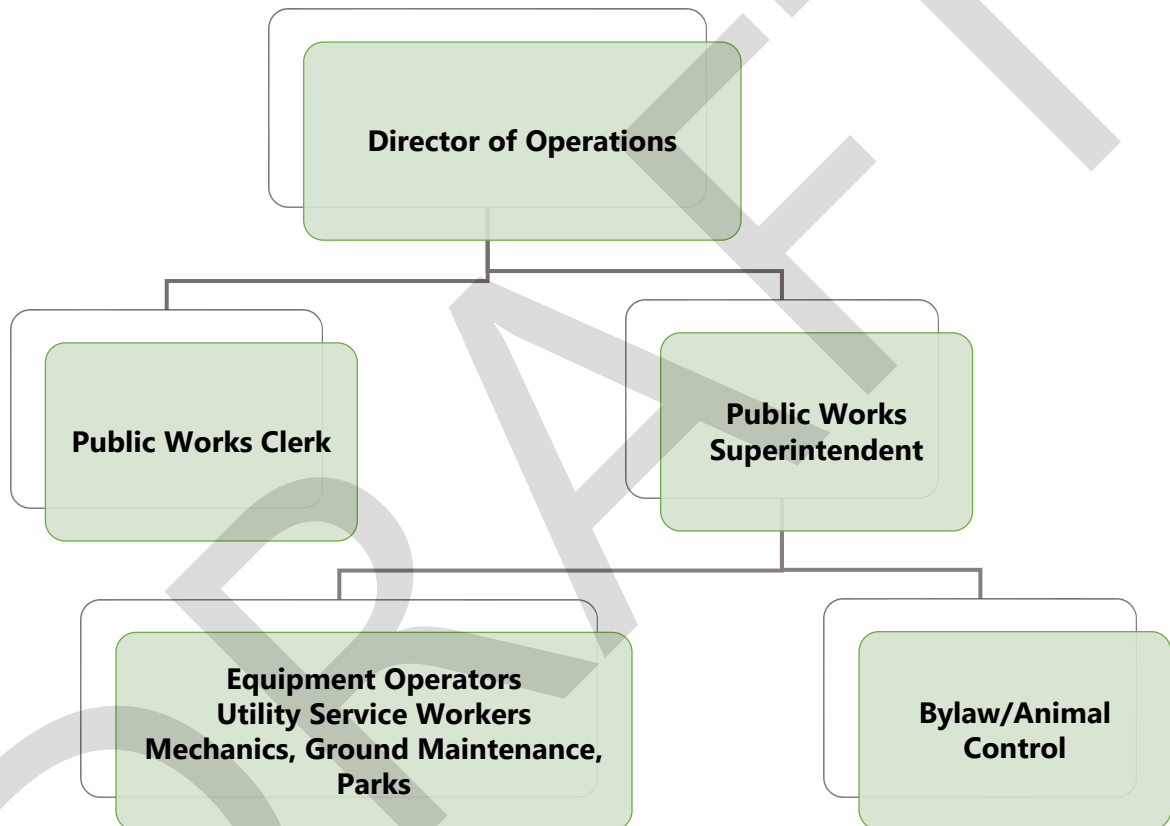 Director of Operations
Public Works Clerk
Public Works
Superintendent
Equipment Operators
Utility Service Workers
Mechanics, Ground Maintenance,
Parks
Bylaw/Animal
Control
DRAFT